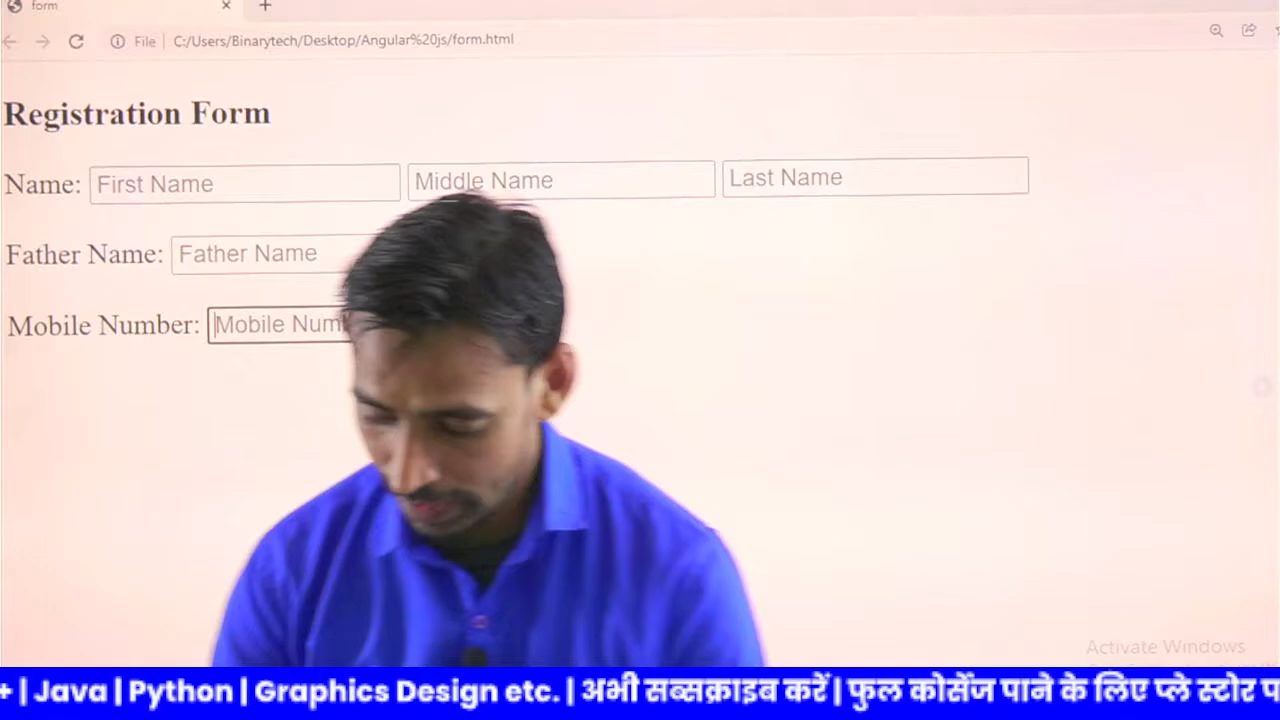 form
File | C:/Users/Binarytech/Desktop/Angular%20js/form.html
Registration Form
Name: First Name Middle Name Last Name
Father Name: Father Name
Mobile Number: Mobile Num
Activate Windows
+ | Java | Python | Graphics Design etc. | अभी सब्सक्राइब करें | फुल कोर्सेज पाने के लिए प्ले स्टोर